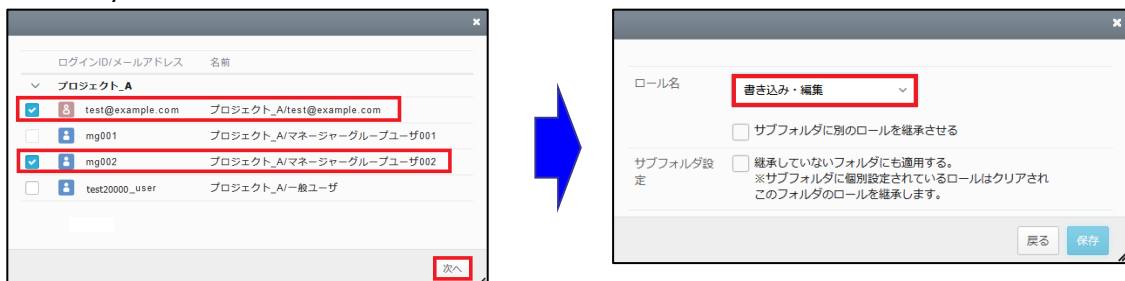 ログインID/メールアドレス 名前
プロジェクト_A
test@example.com プロジェクト_A/test@example.com
mg001 プロジェクト_A/マネージャーグループユーザ001
mg002 プロジェクト_A/マネージャーグループユーザ002
test20000_user プロジェクト_A/一般ユーザ
次へ
ロール名 書き込み・編集
サブフォルダに別のロールを継承させる
サブフォルダ設
定
継承していないフォルダにも適用する。
※サブフォルダに個別設定されているロールはクリアされ
このフォルダのロールを継承します。
戻る 保存